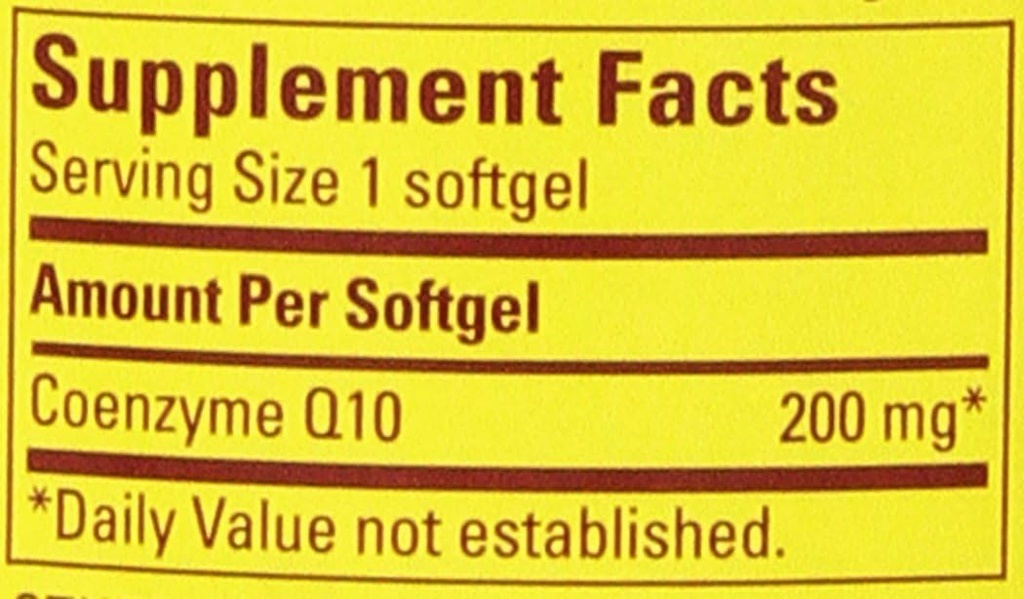 Supplement Facts
Serving Size 1 softgel
Amount Per Softgel
Coenzyme Q10 200 mg*
*Daily Value not established.